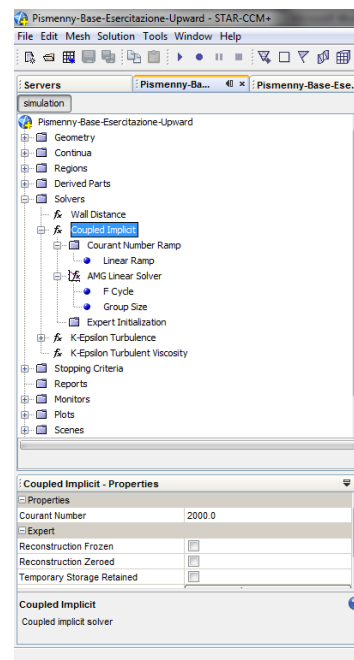 Pismenny-Base-Esercitazione-Upward - STAR-CCM+
File Edit Mesh Solution Tools Window Help
Servers Pismenny-Ba... Pismenny-Base-Ese.
simulation
Pismenny-Base-Esercitazione-Upward
Geometry
Continua
Regions
Derived Parts
Solvers
Wall Distance
Coupled Implicit
Courant Number Ramp
Linear Ramp
AMG Linear Solver
F Cycle
Group Size
Expert Initialization
K-Epsilon Turbulence
K-Epsilon Turbulent Viscosity
Stopping Criteria
Reports
Monitors
Plots
Scenes
Coupled Implicit - Properties
Properties
Courant Number 2000.0
Expert
Reconstruction Frozen
Reconstruction Zeroed
Temporary Storage Retained
Coupled Implicit
Coupled implicit solver